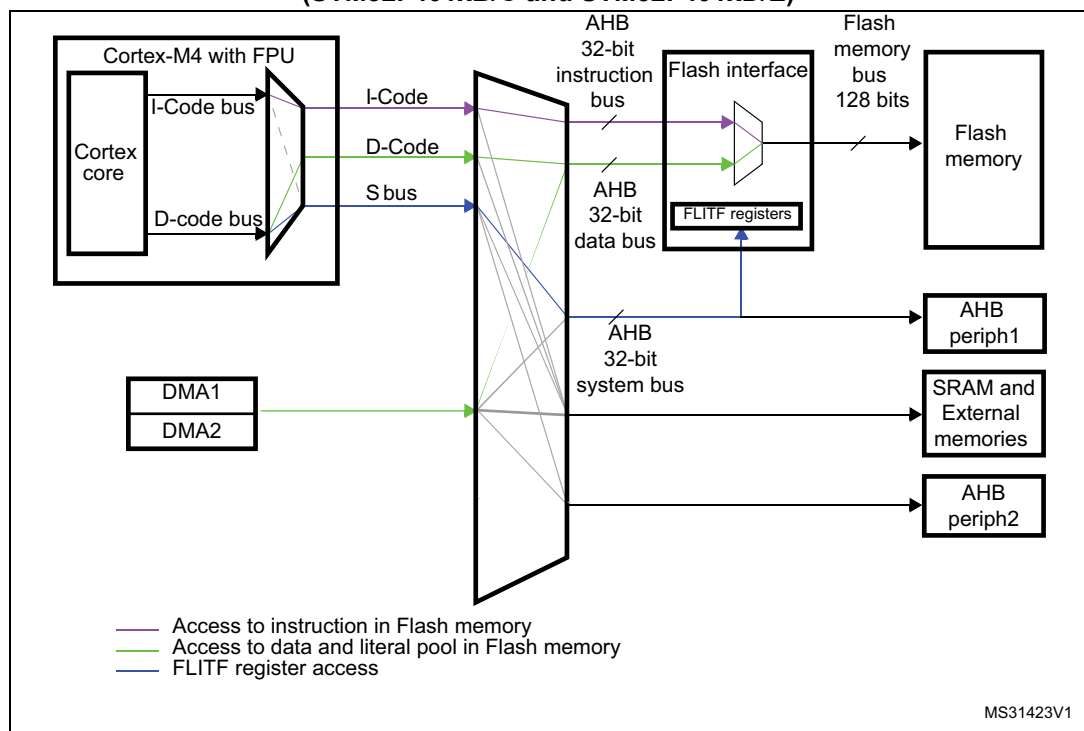 (STM32F401xB/C and STM32F401xD/E)
Cortex-M4 with FPU
Cortex
core
I-Code bus
D-code bus
I-Code
D-Code
S bus
AHB
32-bit
instruction
bus
AHB
32-bit
data bus
Flash interface
FLITF registers
Flash
memory
bus
128 bits
Flash
memory
AHB
32-bit
system bus
AHB
periph1
SRAM and
External
memories
AHB
periph2
DMA1
DMA2
Access to instruction in Flash memory
Access to data and literal pool in Flash memory
FLITF register access
MS31423V1